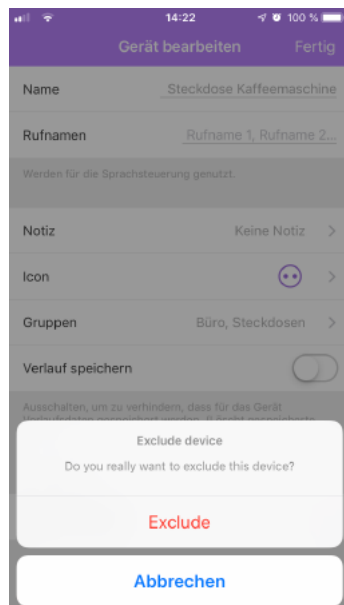 14:22 100 %
Gerät bearbeiten Fertig
Name Steckdose Kaffeemaschine
Rufnamen Rufname 1, Rufname 2...
Werden für die Sprachsteuerung genutzt.
Notiz Keine Notiz
Icon
Gruppen Büro, Steckdosen
Verlauf speichern
Ausschalten, um zu verhindern, dass für das Gerät
Exclude device
Do you really want to exclude this device?
Exclude
Abbrechen